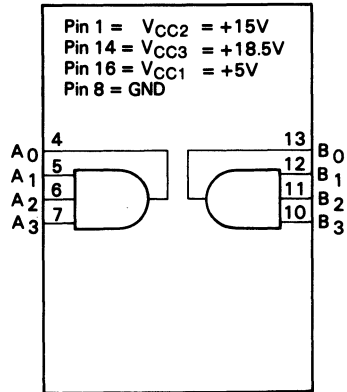 Pin 1 = VCC2 = +15V
Pin 14 = VCC3 = +18.5V
Pin 16 = VCC1 = +5V
Pin 8 = GND
A0 4 13 B0
A1 5 12 B1
A2 6 11 B2
A3 7 10 B3